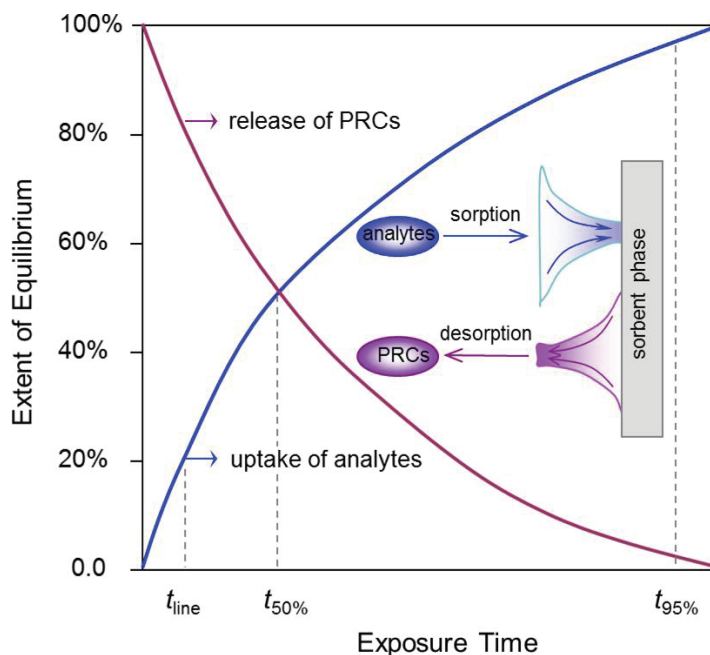 100%
80%
60%
40%
20%
0.0
Extent of Equilibrium
release of PRCs
analytes
sorption
PRCs
desorption
sorbent phase
uptake of analytes
tline
t50%
t95%
Exposure Time